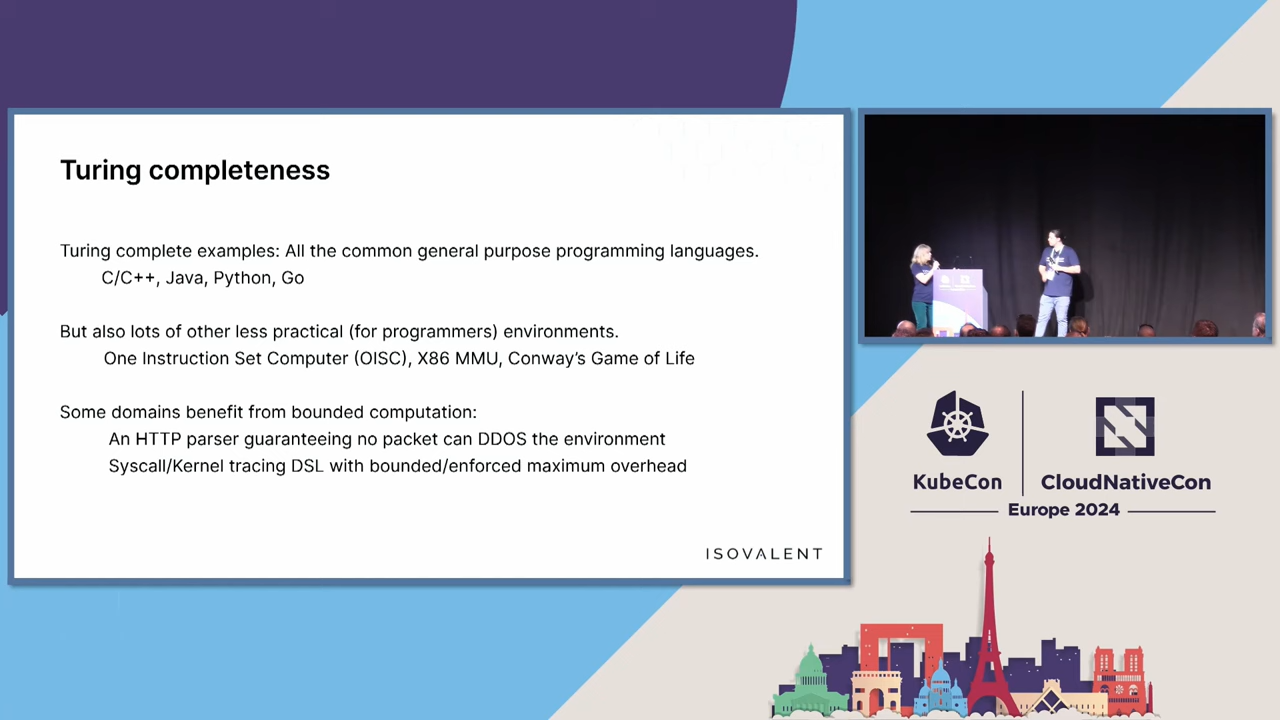 Turing completeness
Turing complete examples: All the common general purpose programming languages.
C/C++, Java, Python, Go
But also lots of other less practical (for programmers) environments.
One Instruction Set Computer (OISC), X86 MMU, Conway's Game of Life
Some domains benefit from bounded computation:
An HTTP parser guaranteeing no packet can DDOS the environment
Syscall/Kernel tracing DSL with bounded/enforced maximum overhead
ISOVALENT
KubeCon
CloudNativeCon
Europe 2024